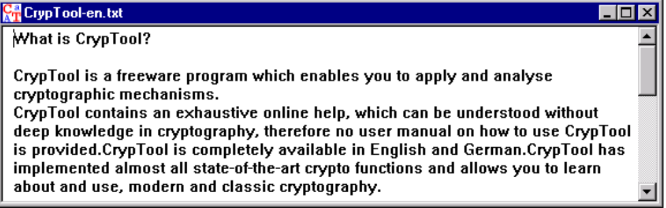 CrypTool-en.txt
What is CrypTool?
CrypTool is a freeware program which enables you to apply and analyse
cryptographic mechanisms.
CrypTool contains an exhaustive online help, which can be understood without
deep knowledge in cryptography, therefore no user manual on how to use CrypTool
is provided.CrypTool is completely available in English and German.CrypTool has
implemented almost all state-of-the-art crypto functions and allows you to learn
about and use, modern and classic cryptography.